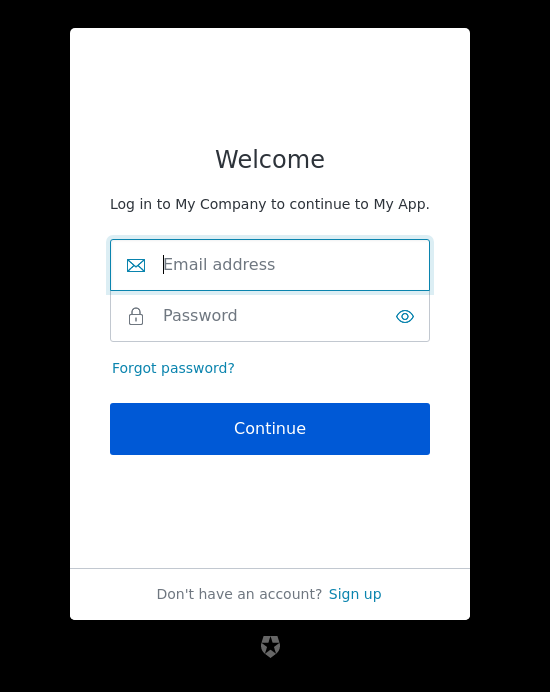 Welcome
Log in to My Company to continue to My App.
Email address
Password
Forgot password?
Continue
Don't have an account? Sign up